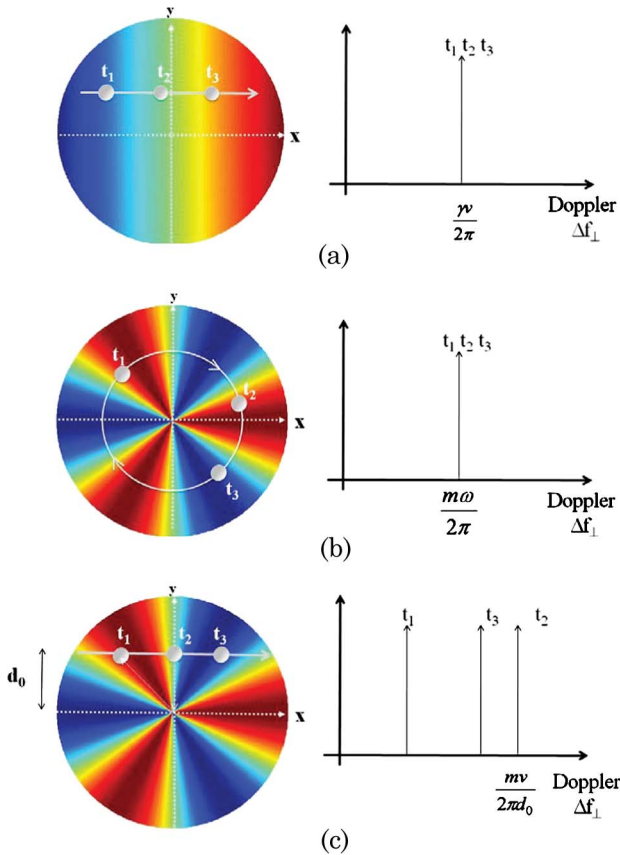 y
t₁ t₂ t₃
x
t₁ t₂ t₃
γv/2π
Doppler
Δf⊥
(a)
y
t₁
t₂
x
t₃
t₁ t₂ t₃
mω/2π
Doppler
Δf⊥
(b)
y
t₁ t₂ t₃
d₀
x
t₁ t₃ t₂
mv/2πd₀
Doppler
Δf⊥
(c)